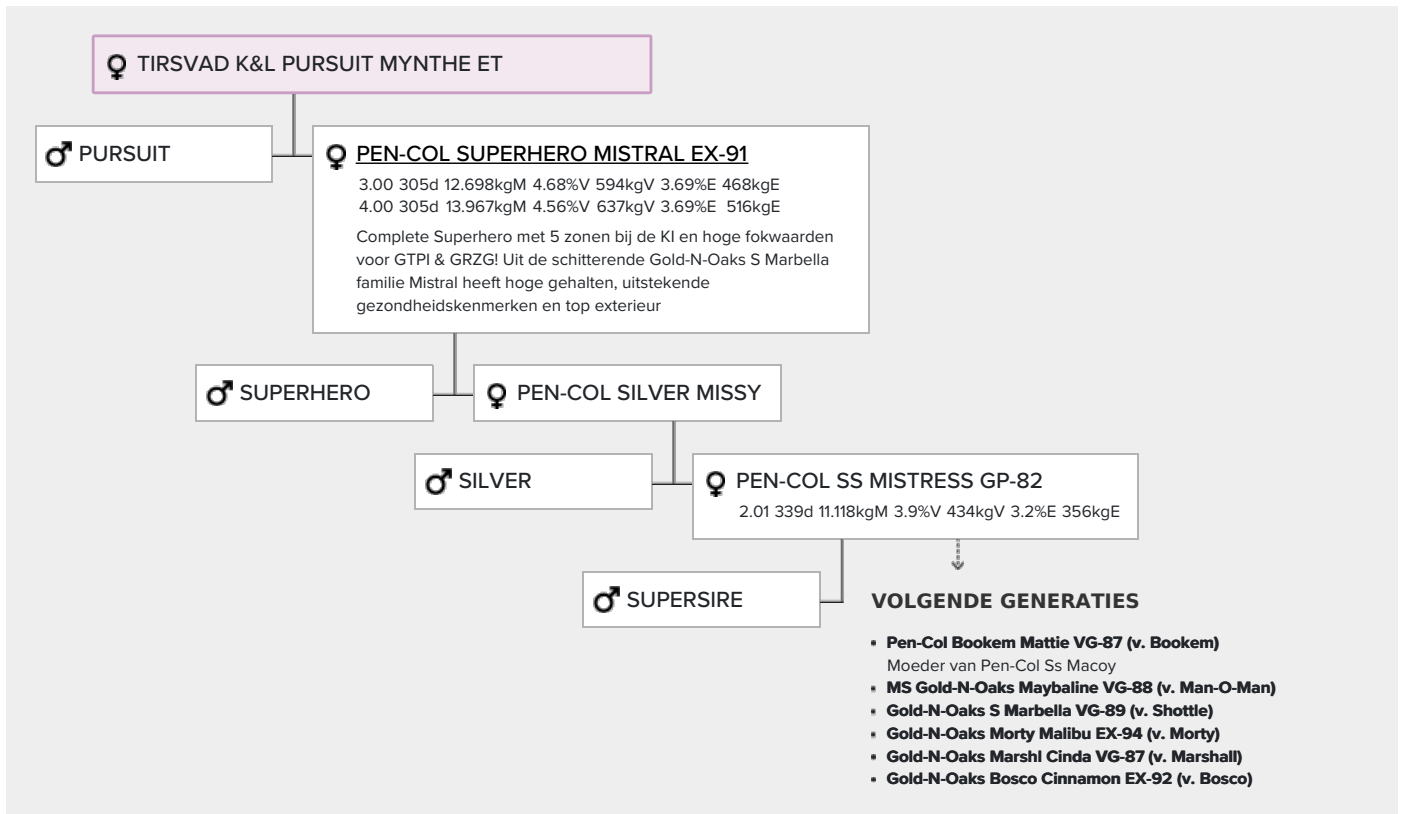 TIRSVAD K&L PURSUIT MYNTHE ET
PURSUIT
PEN-COL SUPERHERO MISTRAL EX-91
3.00 305d 12.698kgM 4.68%V 594kgV 3.69%E 468kgE
4.00 305d 13.967kgM 4.56%V 637kgV 3.69%E 516kgE
Complete Superhero met 5 zonen bij de KI en hoge fokwaarden
voor GTPI & GRZG! Uit de schitterende Gold-N-Oaks S Marbella
familie Mistral heeft hoge gehalten, uitstekende
gezondheidskenmerken en top exterieur
SUPERHERO
PEN-COL SILVER MISSY
SILVER
PEN-COL SS MISTRESS GP-82
2.01 339d 11.118kgM 3.9%V 434kgV 3.2%E 356kgE
SUPERSIRE
VOLGENDE GENERATIES
Pen-Col Bookem Mattie VG-87 (v. Bookem)
Moeder van Pen-Col Ss Macoy
MS Gold-N-Oaks Maybaline VG-88 (v. Man-O-Man)
Gold-N-Oaks S Marbella VG-89 (v. Shottle)
Gold-N-Oaks Morty Malibu EX-94 (v. Morty)
Gold-N-Oaks Marshl Cinda VG-87 (v. Marshall)
Gold-N-Oaks Bosco Cinnamon EX-92 (v. Bosco)